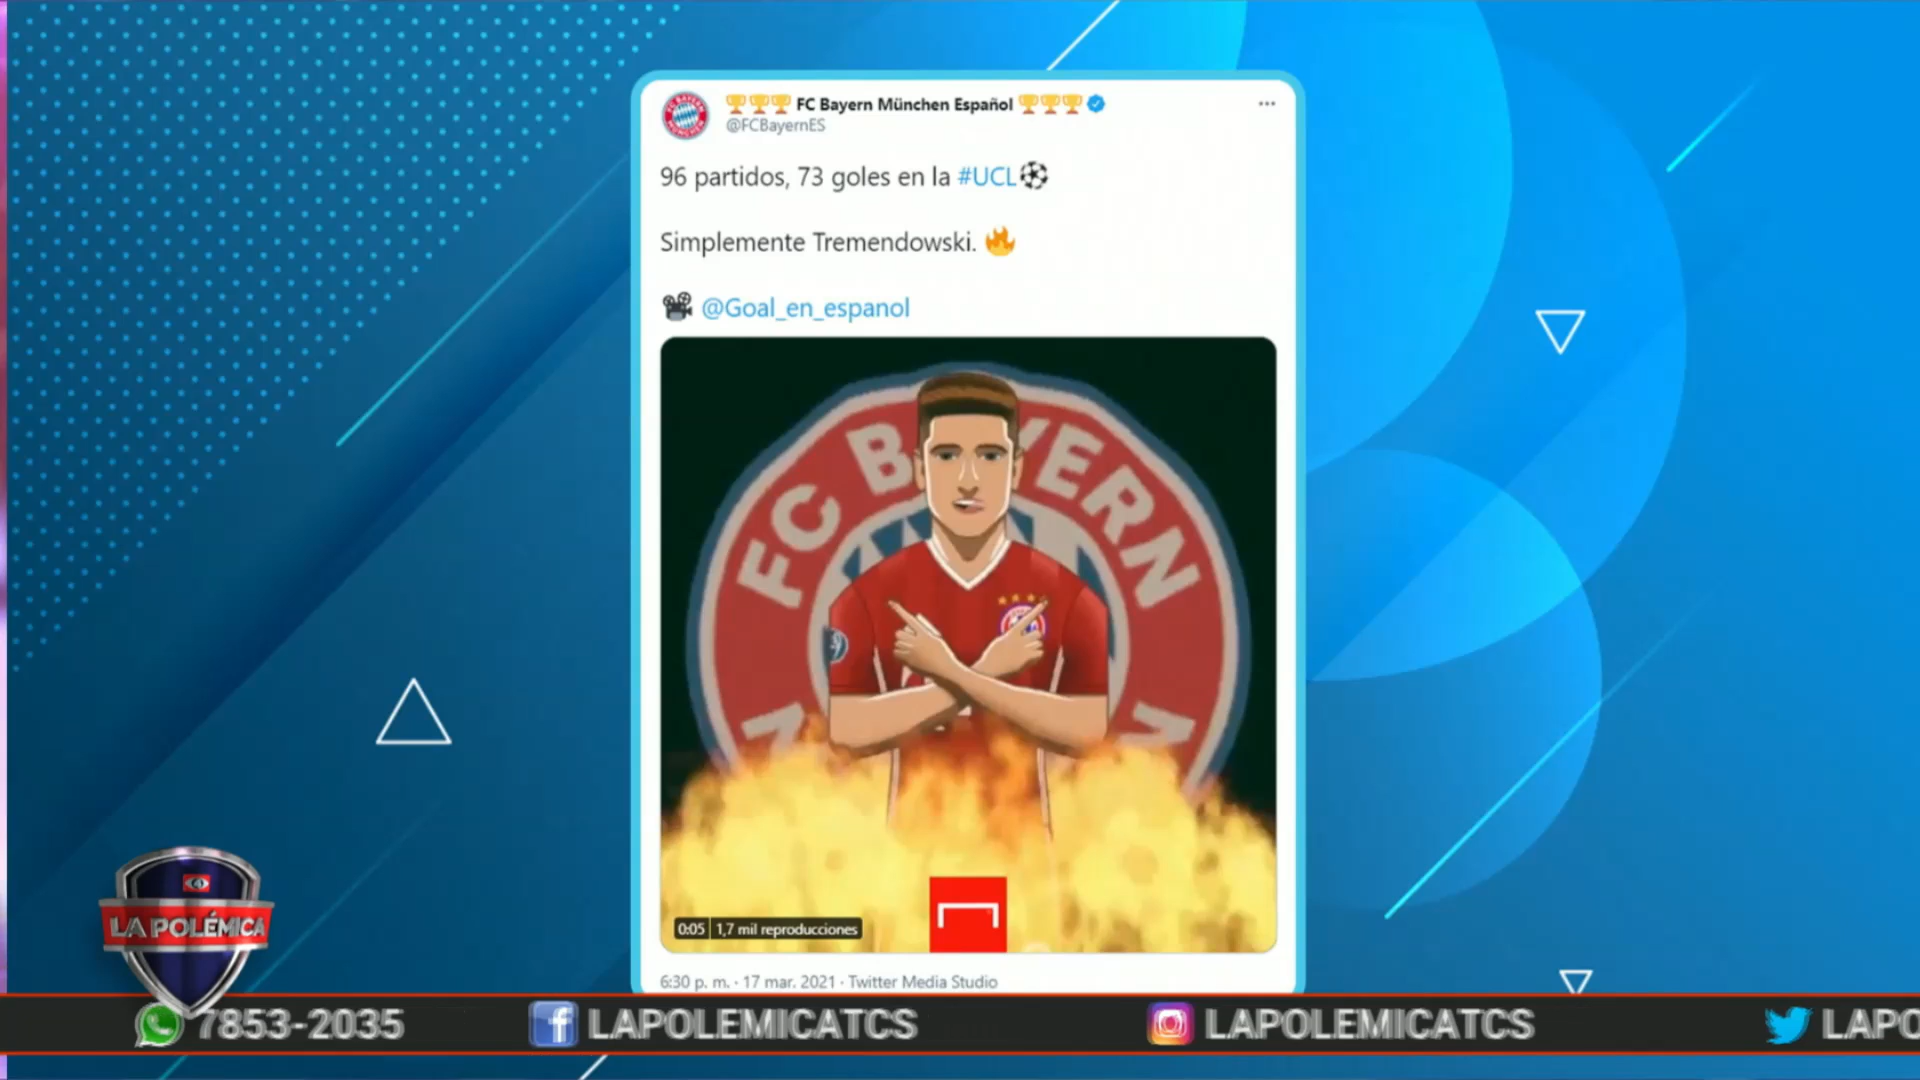 FC Bayern München Español
@FCBayernES
96 partidos, 73 goles en la #UCL
Simplemente Tremendowski.
@Goal_en_espanol
FC BAYERN
0:05 1,7 mil reproducciones
6:30 p. m. · 17 mar. 2021 · Twitter Media Studio
4
LA POLÉMICA
7853-2035 LAPOLEMICATCS LAPOLEMICATCS LAPO